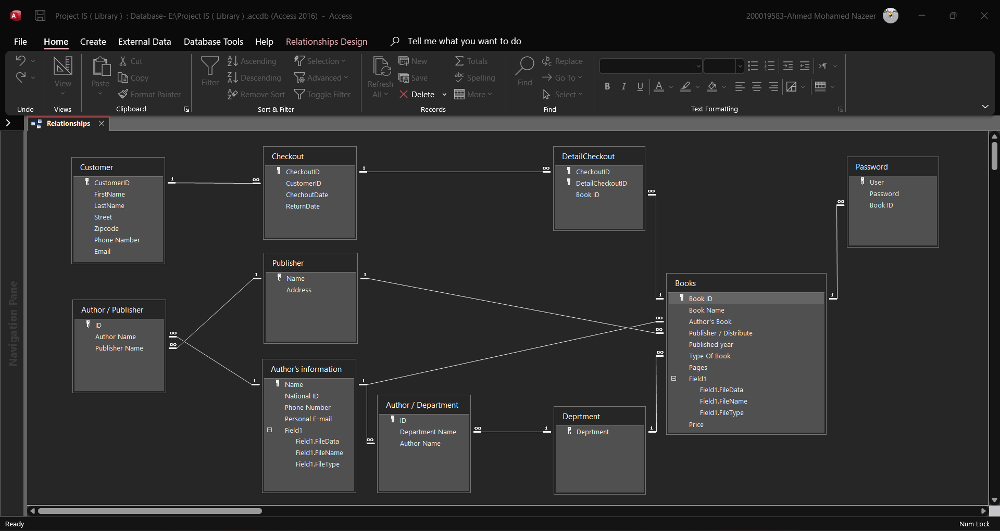 Project IS ( Library )  : Database- E:\Project IS ( Library ) .accdb (Access 2016)  -  Access
200019583-Ahmed Mohamed Nazeer
File Home Create External Data Database Tools Help Relationships Design Tell me what you want to do
Undo
View
Views
Paste
Cut
Copy
Format Painter
Clipboard
Filter
Ascending
Descending
Remove Sort
Selection
Advanced
Toggle Filter
Sort & Filter
Refresh
All
New
Save
Delete
Totals
Spelling
More
Records
Find
Replace
Go To
Select
Find
B I U A
Text Formatting
Relationships
Navigation Pane
Customer
CustomerID
FirstName
LastName
Street
Zipcode
Phone Namber
Email
1 ∞
Checkout
CheckoutID
CustomerID
ChechoutDate
ReturnDate
1 ∞
DetailCheckout
CheckoutID
DetailCheckoutID
Book ID
∞
1
Password
User
Password
Book ID
∞
1
Publisher
Name
Address
1 1
Author / Publisher
ID
Author Name
Publisher Name
∞
∞
Books
Book ID
Book Name
Author's Book
Publisher / Distribute
Published year
Type Of Book
Pages
Field1
Field1.FileData
Field1.FileName
Field1.FileType
Price
∞
∞
∞
Author's information
Name
National ID
Phone Number
Personal E-mail
Field1
Field1.FileData
Field1.FileName
Field1.FileType
1 1
∞
Author / Department
ID
Department Name
Author Name
∞ 1
Deprtment
Deprtment
1
Ready
Num Lock